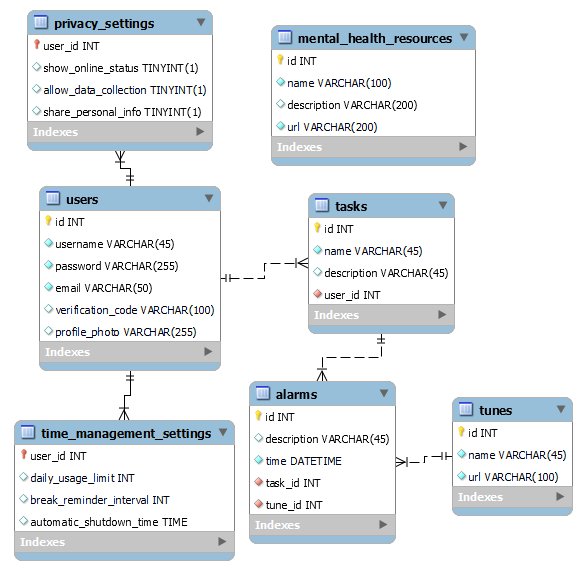 privacy_settings
user_id INT
show_online_status TINYINT(1)
allow_data_collection TINYINT(1)
share_personal_info TINYINT(1)
Indexes
mental_health_resources
id INT
name VARCHAR(100)
description VARCHAR(200)
url VARCHAR(200)
Indexes
users
id INT
username VARCHAR(45)
password VARCHAR(255)
email VARCHAR(50)
verification_code VARCHAR(100)
profile_photo VARCHAR(255)
Indexes
tasks
id INT
name VARCHAR(45)
description VARCHAR(45)
user_id INT
Indexes
time_management_settings
user_id INT
daily_usage_limit INT
break_reminder_interval INT
automatic_shutdown_time TIME
Indexes
alarms
id INT
description VARCHAR(45)
time DATETIME
task_id INT
tune_id INT
Indexes
tunes
id INT
name VARCHAR(45)
url VARCHAR(100)
Indexes